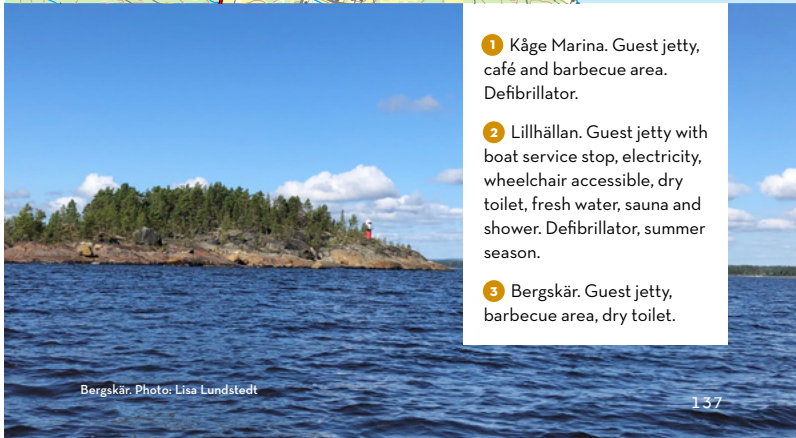 1 Kåge Marina. Guest jetty,
café and barbecue area.
Defibrillator.
2 Lillhällan. Guest jetty with
boat service stop, electricity,
wheelchair accessible, dry
toilet, fresh water, sauna and
shower. Defibrillator, summer
season.
3 Bergskär. Guest jetty,
barbecue area, dry toilet.
Bergskär. Photo: Lisa Lundstedt
137